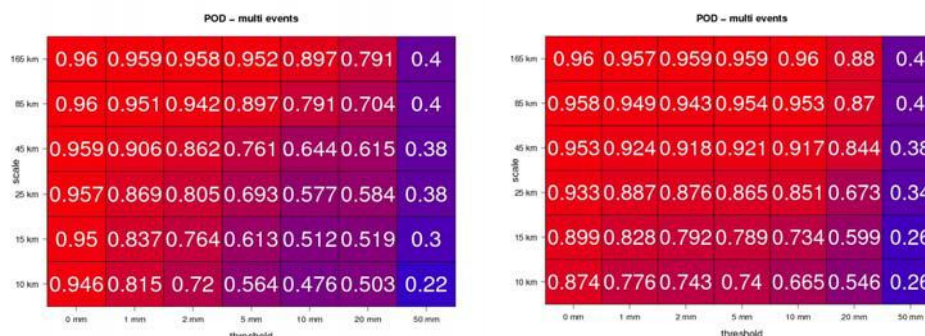 POD – multi events
165 km 0.96 0.959 0.958 0.952 0.897 0.791 0.4
85 km 0.96 0.951 0.942 0.897 0.791 0.704 0.4
45 km 0.959 0.906 0.862 0.761 0.644 0.615 0.38
scale
25 km 0.957 0.869 0.805 0.693 0.577 0.584 0.38
15 km 0.95 0.837 0.764 0.613 0.512 0.519 0.3
10 km 0.946 0.815 0.72 0.564 0.476 0.503 0.22
0 mm 1 mm 2 mm 5 mm 10 mm 20 mm 50 mm
threshold
POD – multi events
165 km 0.96 0.957 0.959 0.959 0.96 0.88 0.4
85 km 0.958 0.949 0.943 0.954 0.953 0.87 0.4
45 km 0.953 0.924 0.918 0.921 0.917 0.844 0.38
scale
25 km 0.933 0.887 0.876 0.865 0.851 0.673 0.34
15 km 0.899 0.828 0.792 0.789 0.734 0.599 0.26
10 km 0.874 0.776 0.743 0.74 0.665 0.546 0.26
0 mm 1 mm 2 mm 5 mm 10 mm 20 mm 50 mm
threshold